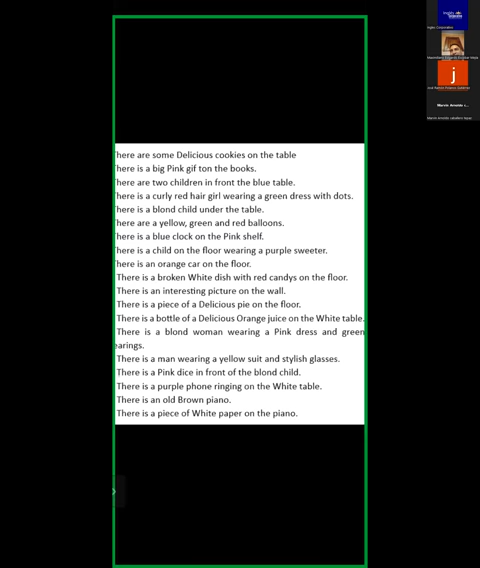 here are some Delicious cookies on the table
here is a big Pink gif ton the books.
here are two children in front the blue table.
here is a curly red hair girl wearing a green dress with dots.
here is a blond child under the table.
here are a yellow, green and red balloons.
here is a blue clock on the Pink shelf.
here is a child on the floor wearing a purple sweeter.
here is an orange car on the floor.
There is a broken White dish with red candys on the floor.
There is an interesting picture on the wall.
There is a piece of a Delicious pie on the floor.
There is a bottle of a Delicious Orange juice on the White table.
There is a blond woman wearing a Pink dress and green
earings.
There is a man wearing a yellow suit and stylish glasses.
There is a Pink dice in front of the blond child.
There is a purple phone ringing on the White table.
There is an old Brown piano.
There is a piece of White paper on the piano.
j
Marvin Arnoldo c...